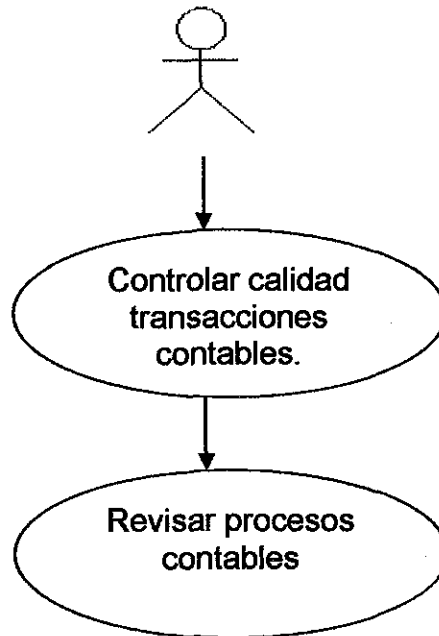 Controlar calidad
transacciones
contables.
Revisar procesos
contables